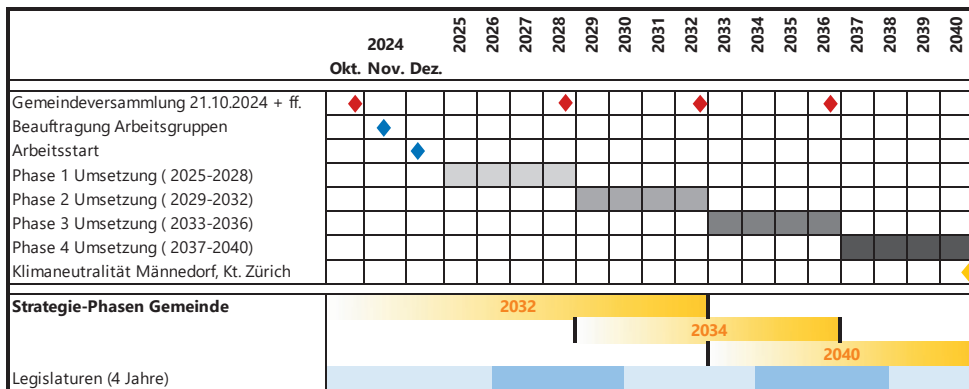 2024
2025 2026 2027 2028 2029 2030 2031 2032 2033 2034 2035 2036 2037 2038 2039 2040
Okt. Nov. Dez.
Gemeindeversammlung 21.10.2024 + ff.
Beauftragung Arbeitsgruppen
Arbeitsstart
Phase 1 Umsetzung ( 2025-2028)
Phase 2 Umsetzung ( 2029-2032)
Phase 3 Umsetzung ( 2033-2036)
Phase 4 Umsetzung ( 2037-2040)
Klimaneutralität Männedorf, Kt. Zürich
Strategie-Phasen Gemeinde 2032
2034
2040
Legislaturen (4 Jahre)